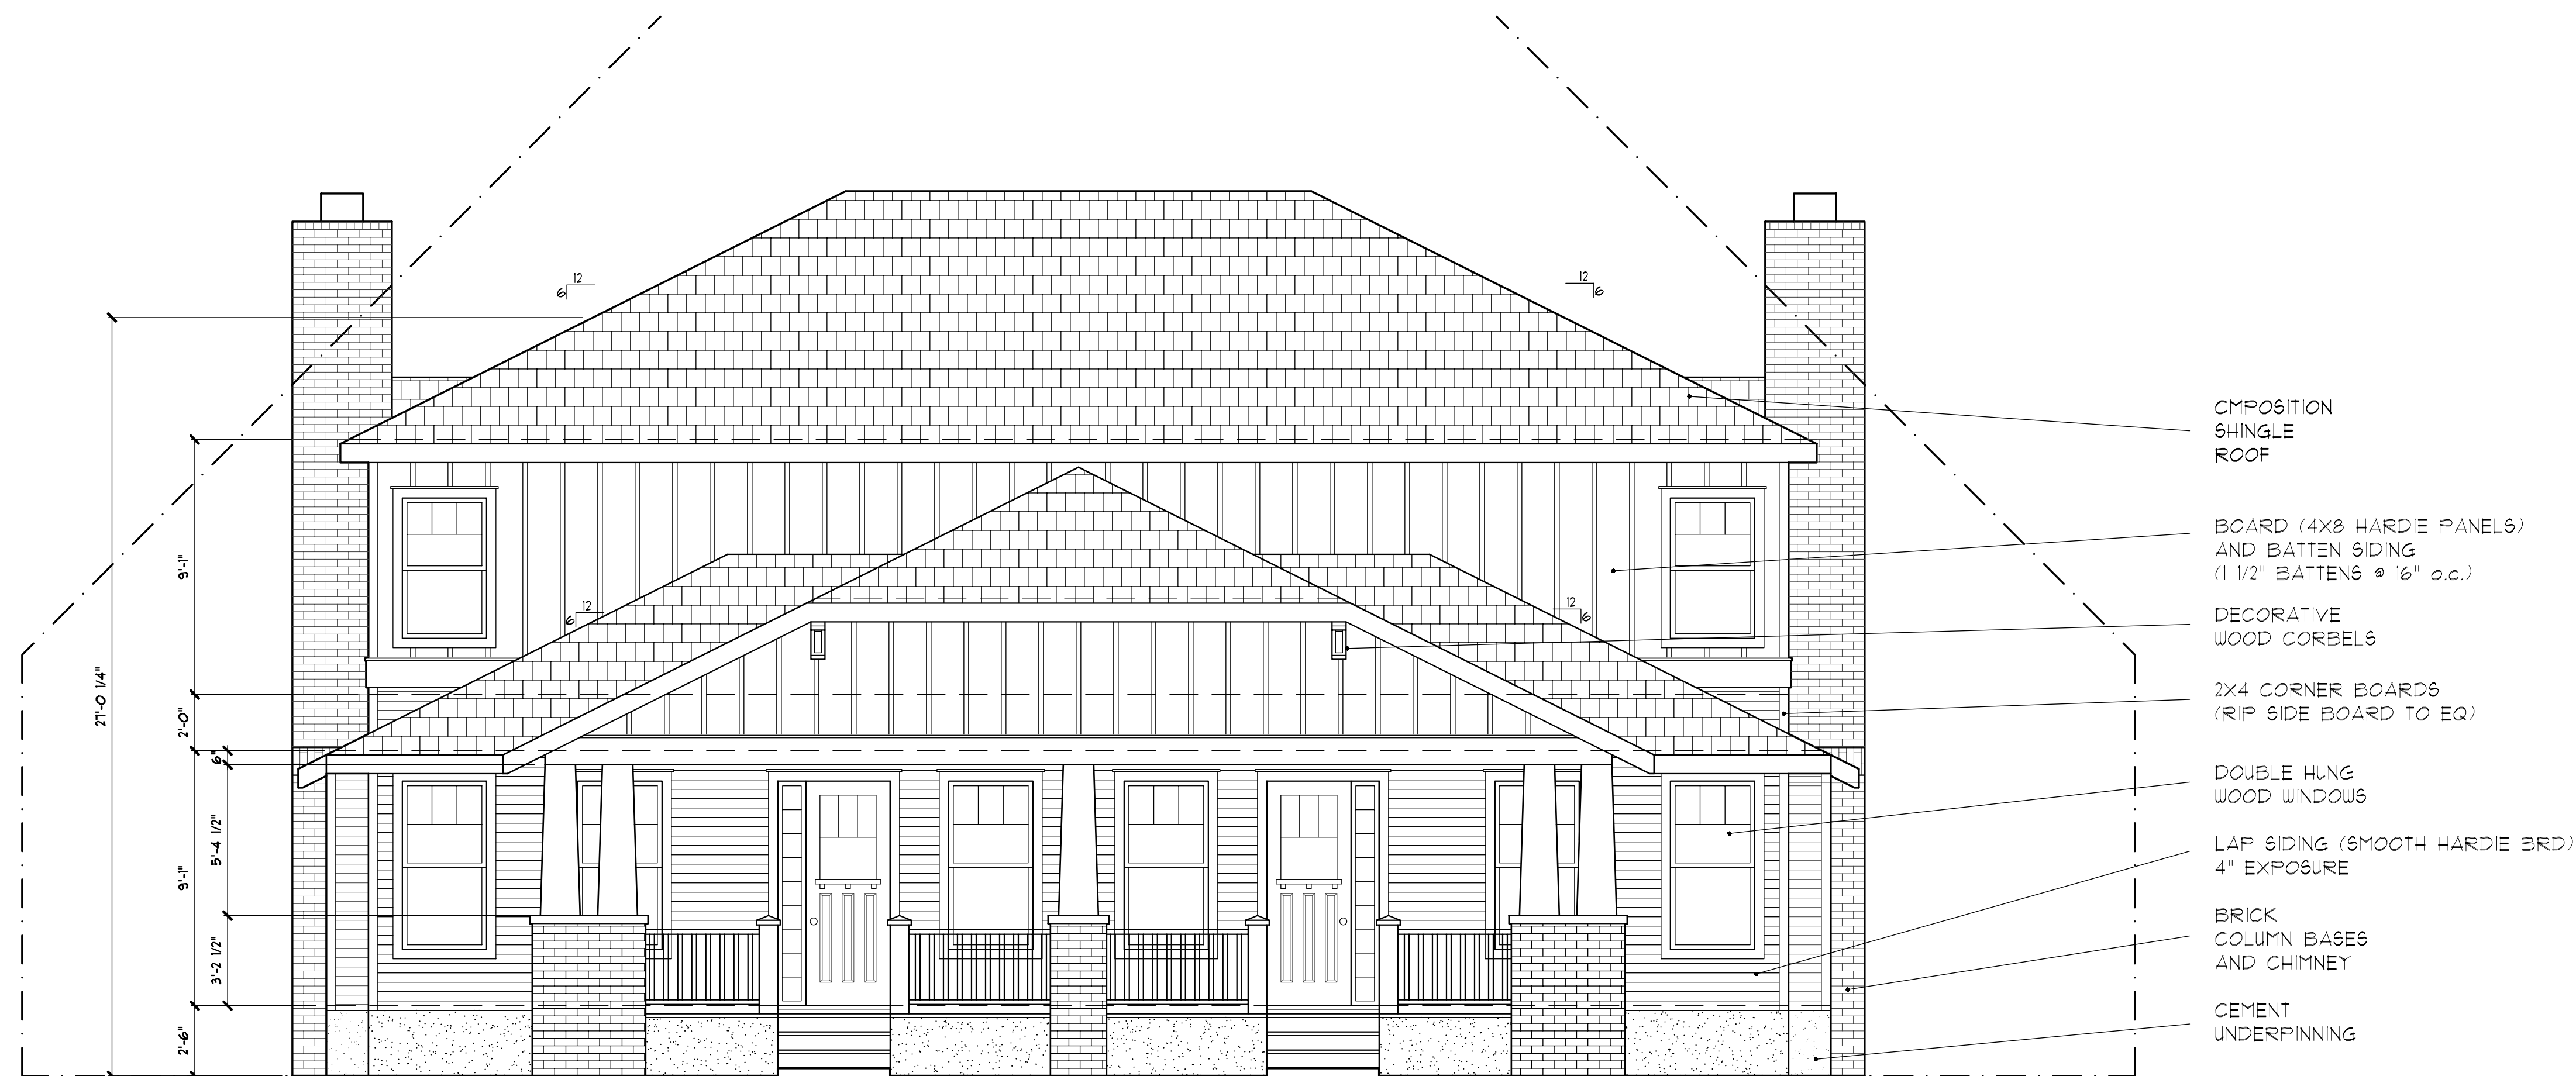 12
6
12
6
CMPOSITION
SHINGLE
ROOF
BOARD (4X8 HARDIE PANELS)
AND BATTEN SIDING
(1 1/2" BATTENS @ 16" o.c.)
12
6
12
6
DECORATIVE
WOOD CORBELS
2X4 CORNER BOARDS
(RIP SIDE BOARD TO EQ)
DOUBLE HUNG
WOOD WINDOWS
LAP SIDING (SMOOTH HARDIE BRD)
4" EXPOSURE
BRICK
COLUMN BASES
AND CHIMNEY
CEMENT
UNDERPINNING
27'-0 1/4"
9'-1"
2'-0"
9'-1"
2'-6"
6"
5'-4 1/2"
3'-2 1/2"